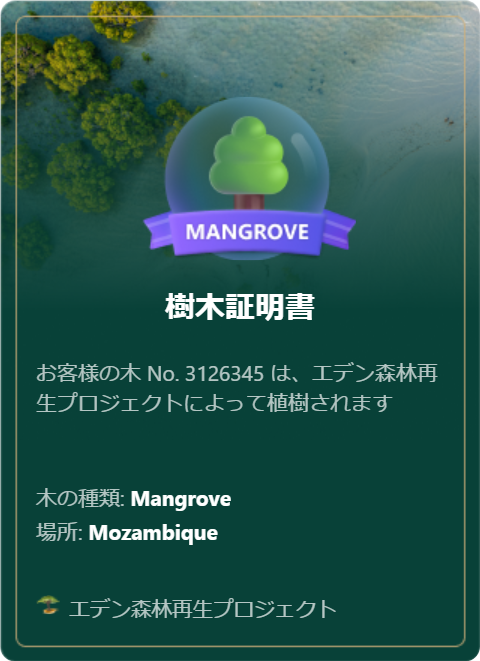 MANGROVE
樹木証明書
お客様の木 No. 3126345 は、エデン森林再
生プロジェクトによって植樹されます
木の種類: Mangrove
場所: Mozambique
エデン森林再生プロジェクト